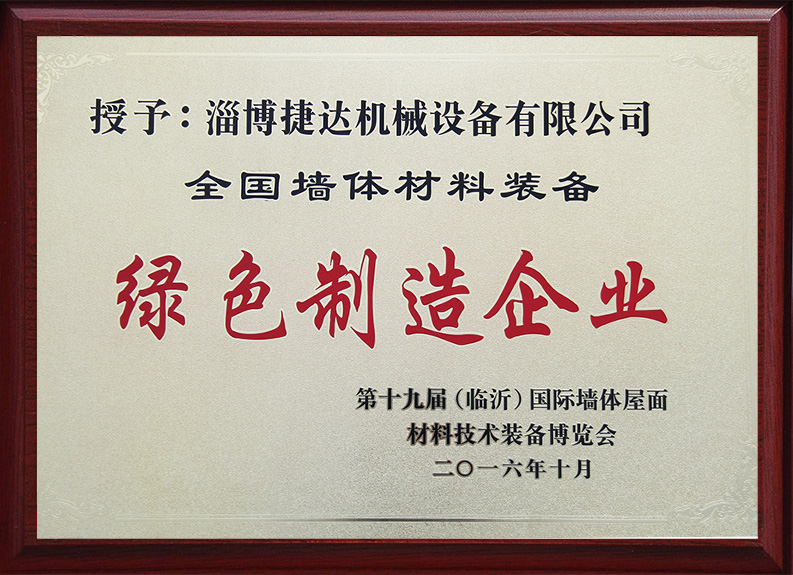 授予：淄博捷达机械设备有限公司
全国墙体材料装备
绿色制造企业
第十九届（临沂）国际墙体屋面
材料技术装备博览会
二〇一六年十月